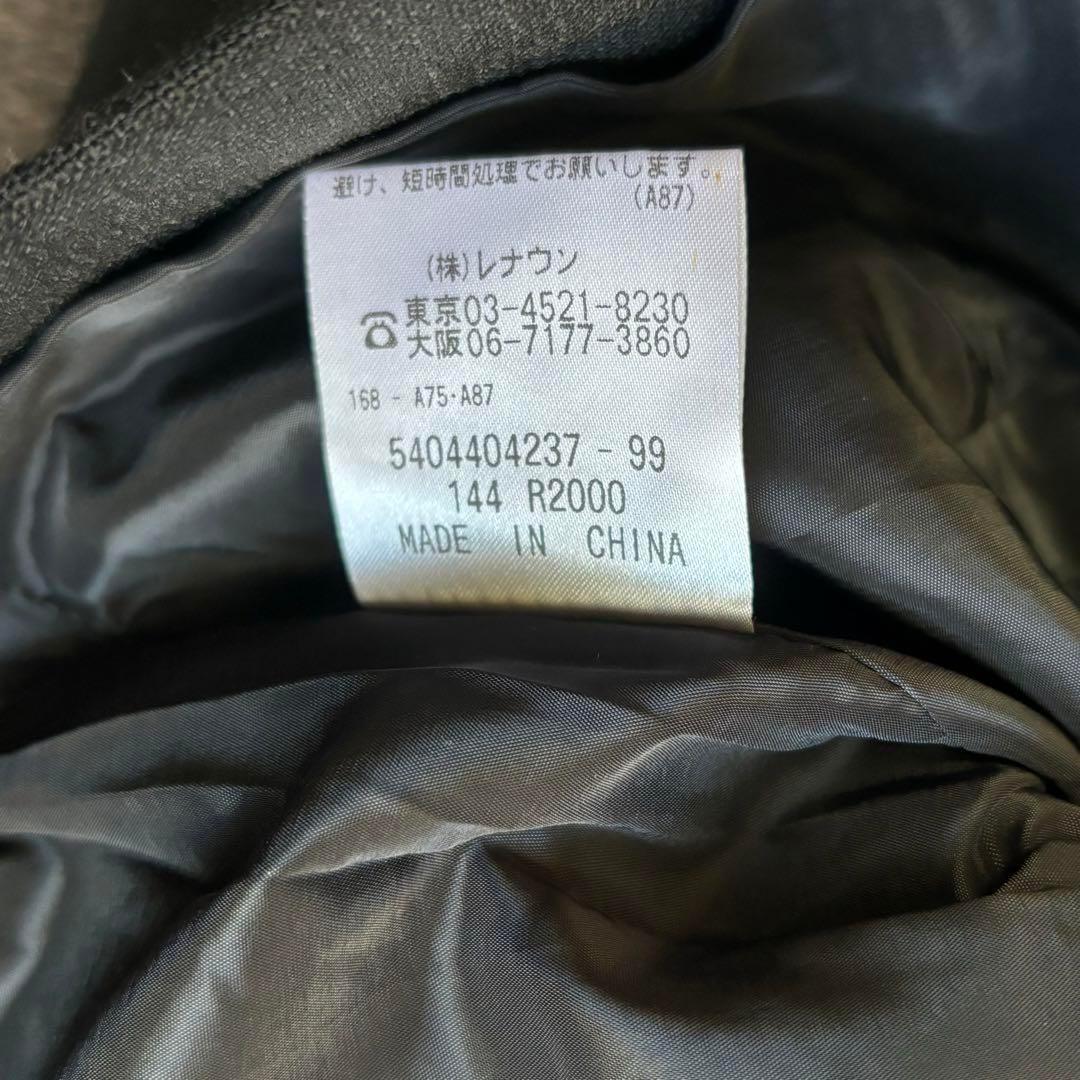 避け、短時間処理でお願いします。
(A87)
(株)レナウン
☎東京03-4521-8230
大阪06-7177-3860
168 - A75·A87
5404404237 - 99
144 R2000
MADE IN CHINA